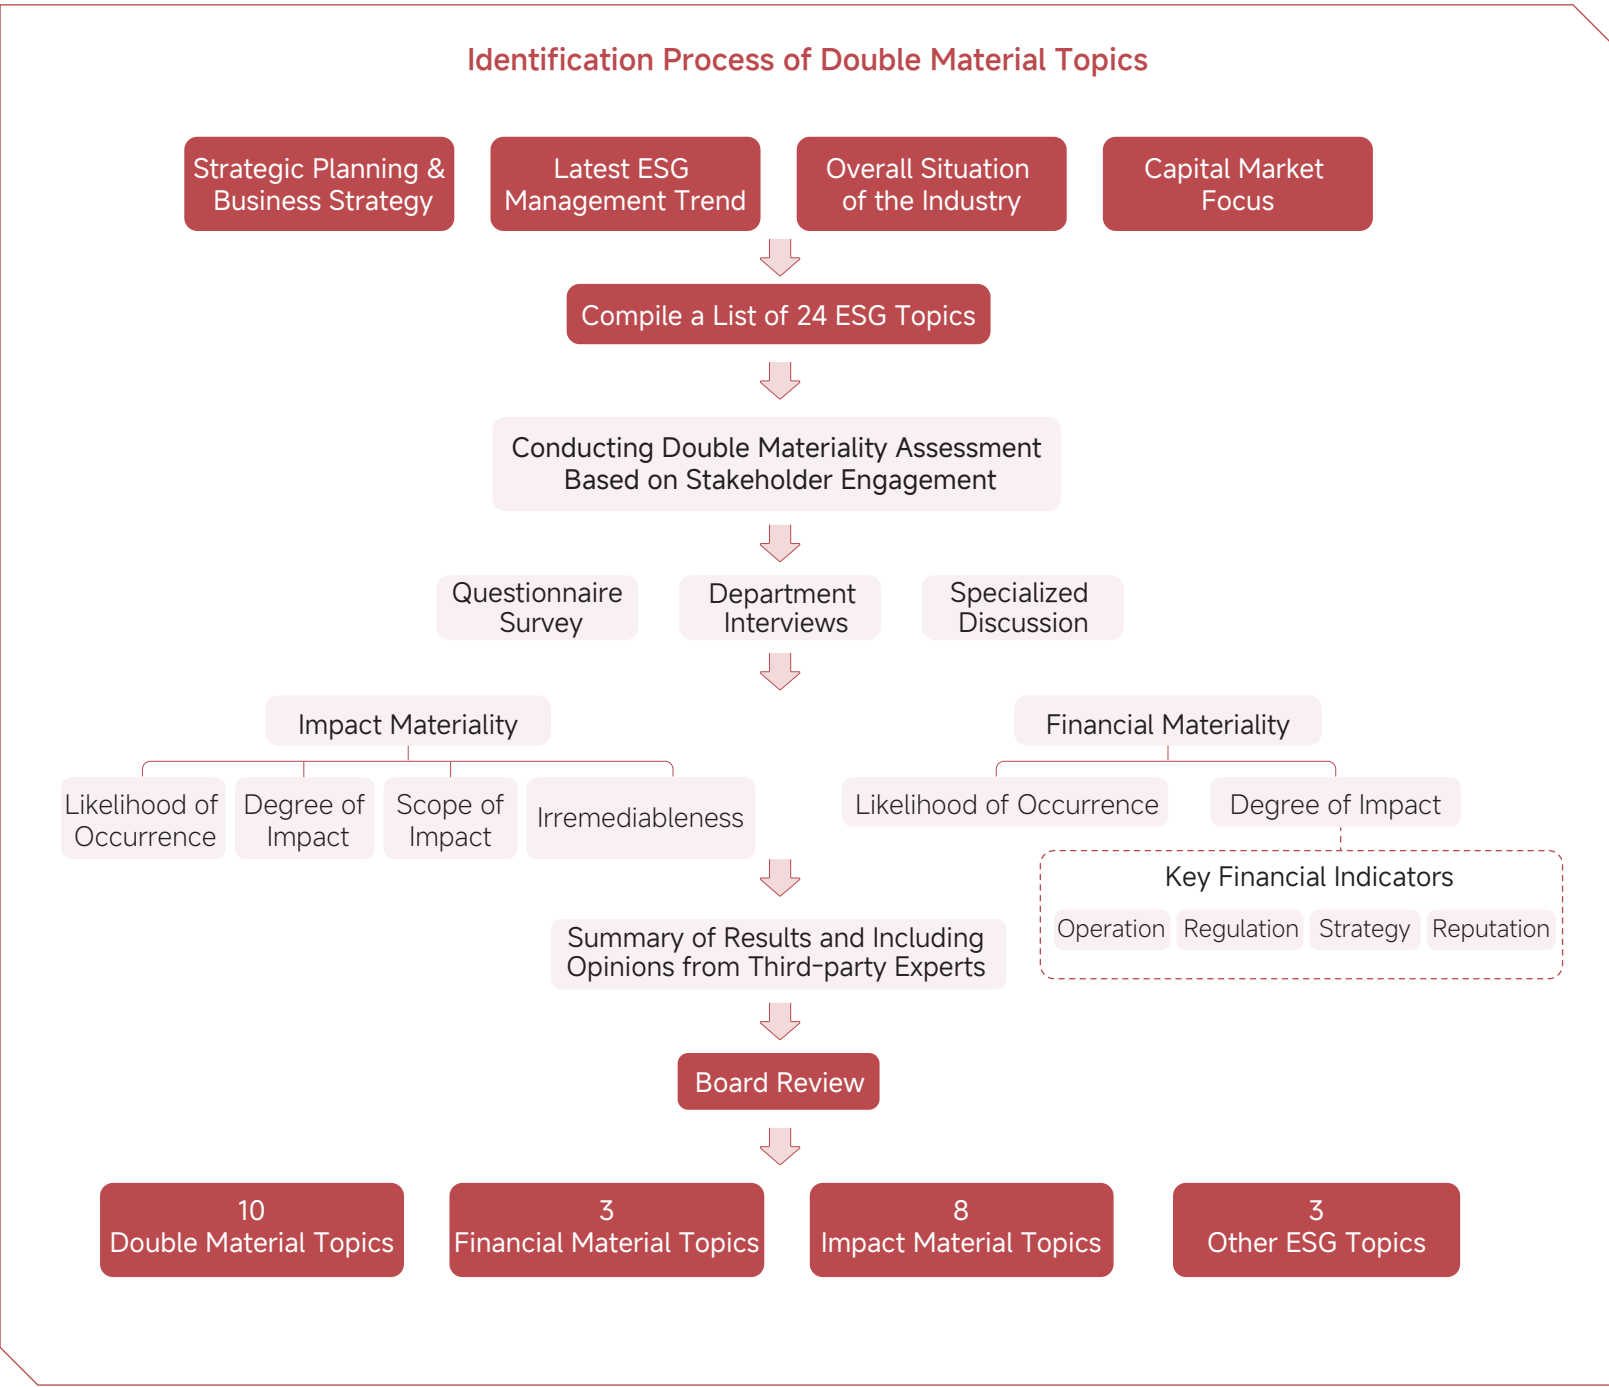 Identification Process of Double Material Topics
Strategic Planning &
Business Strategy
Latest ESG
Management Trend
Overall Situation
of the Industry
Capital Market
Focus
Compile a List of 24 ESG Topics
Conducting Double Materiality Assessment
Based on Stakeholder Engagement
Questionnaire
Survey
Department
Interviews
Specialized
Discussion
Impact Materiality
Financial Materiality
Likelihood of
Occurrence
Degree of
Impact
Scope of
Impact
Irremediableness
Likelihood of Occurrence
Degree of Impact
Key Financial Indicators
Operation
Regulation
Strategy
Reputation
Summary of Results and Including
Opinions from Third-party Experts
Board Review
10
Double Material Topics
3
Financial Material Topics
8
Impact Material Topics
3
Other ESG Topics